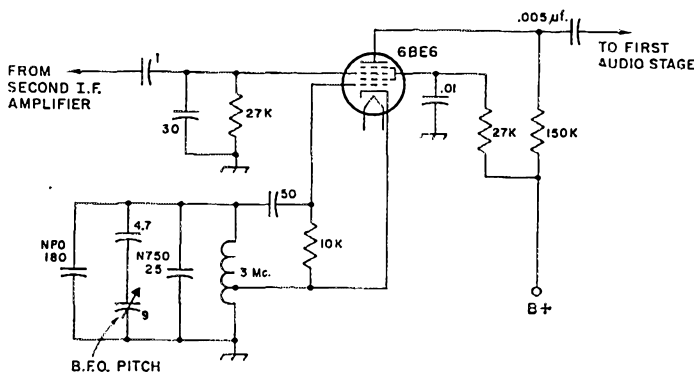 .005 µf.
6BE6
TO FIRST
AUDIO STAGE
FROM
SECOND I.F.
AMPLIFIER
1
30
27K
.01
27K
150K
50
NPO
180
4.7
N750
25
3 Mc.
10K
9
B+
B.F.O. PITCH